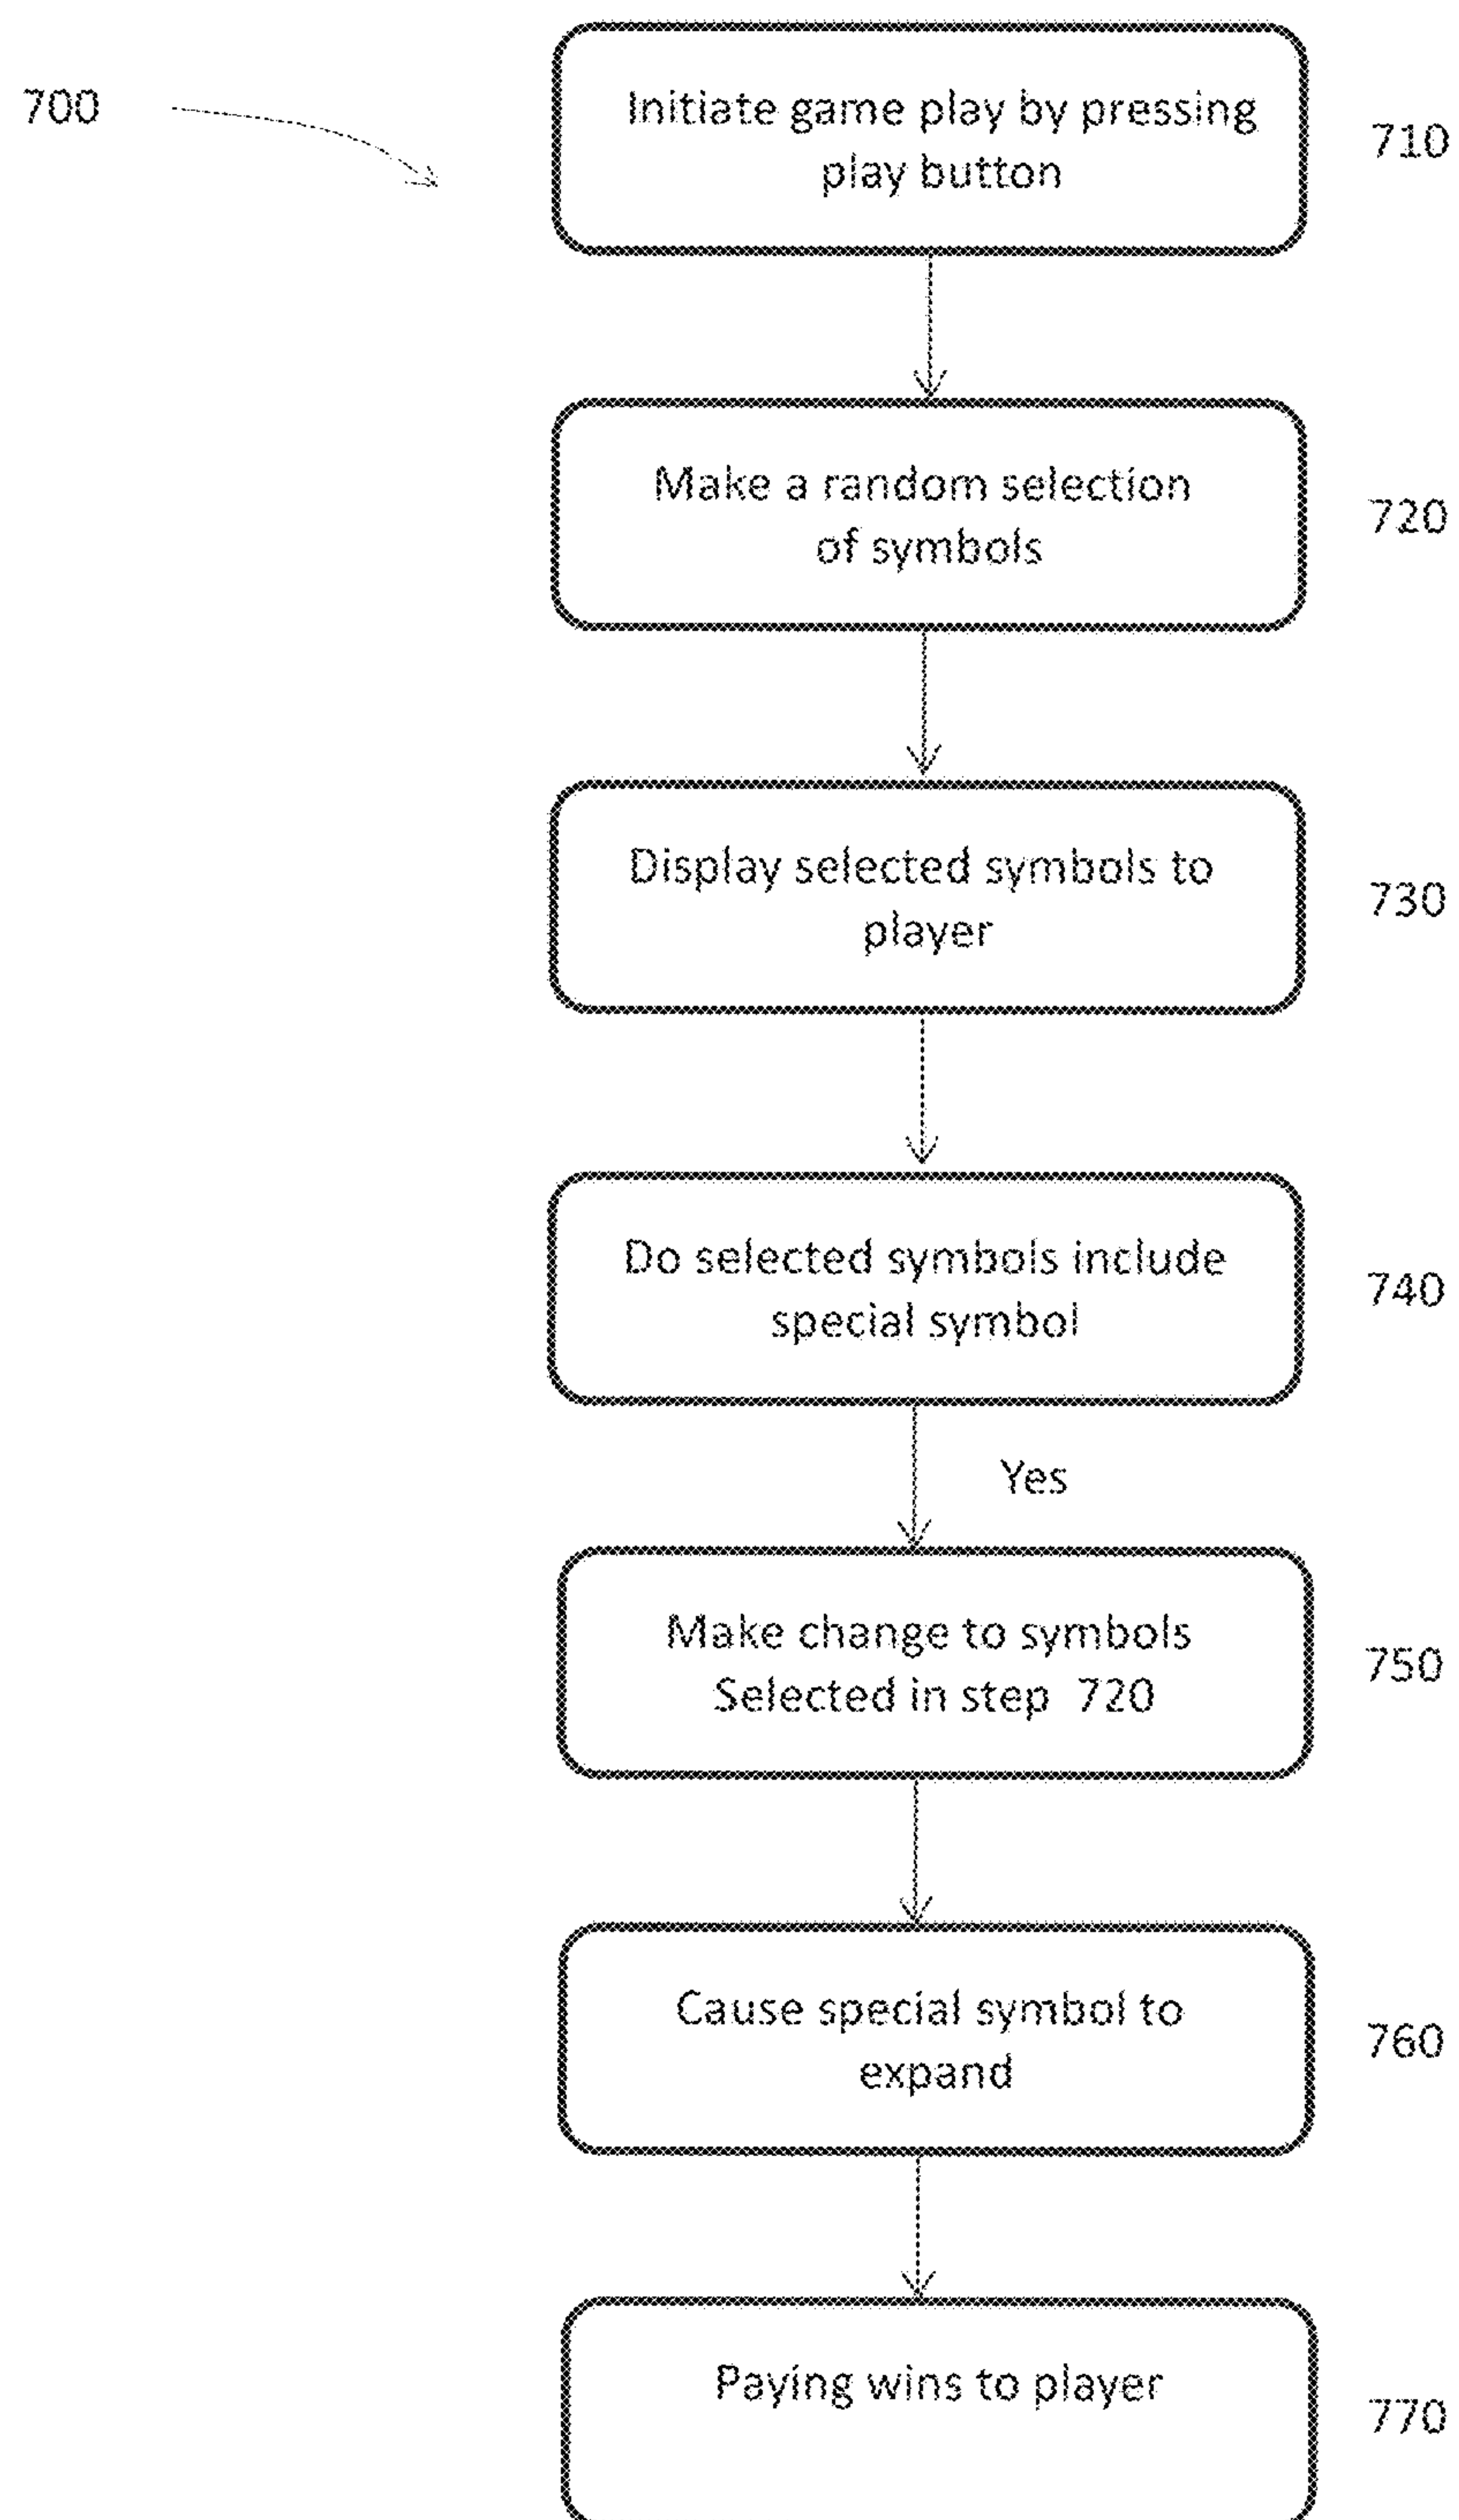 700
Initiate game play by pressing
play button
710
Make a random selection
of symbols
720
Display selected symbols to
player
730
Do selected symbols include
special symbol
740
Yes
Make change to symbols
Selected in step 720
750
Cause special symbol to
expand
760
Paying wins to player
770